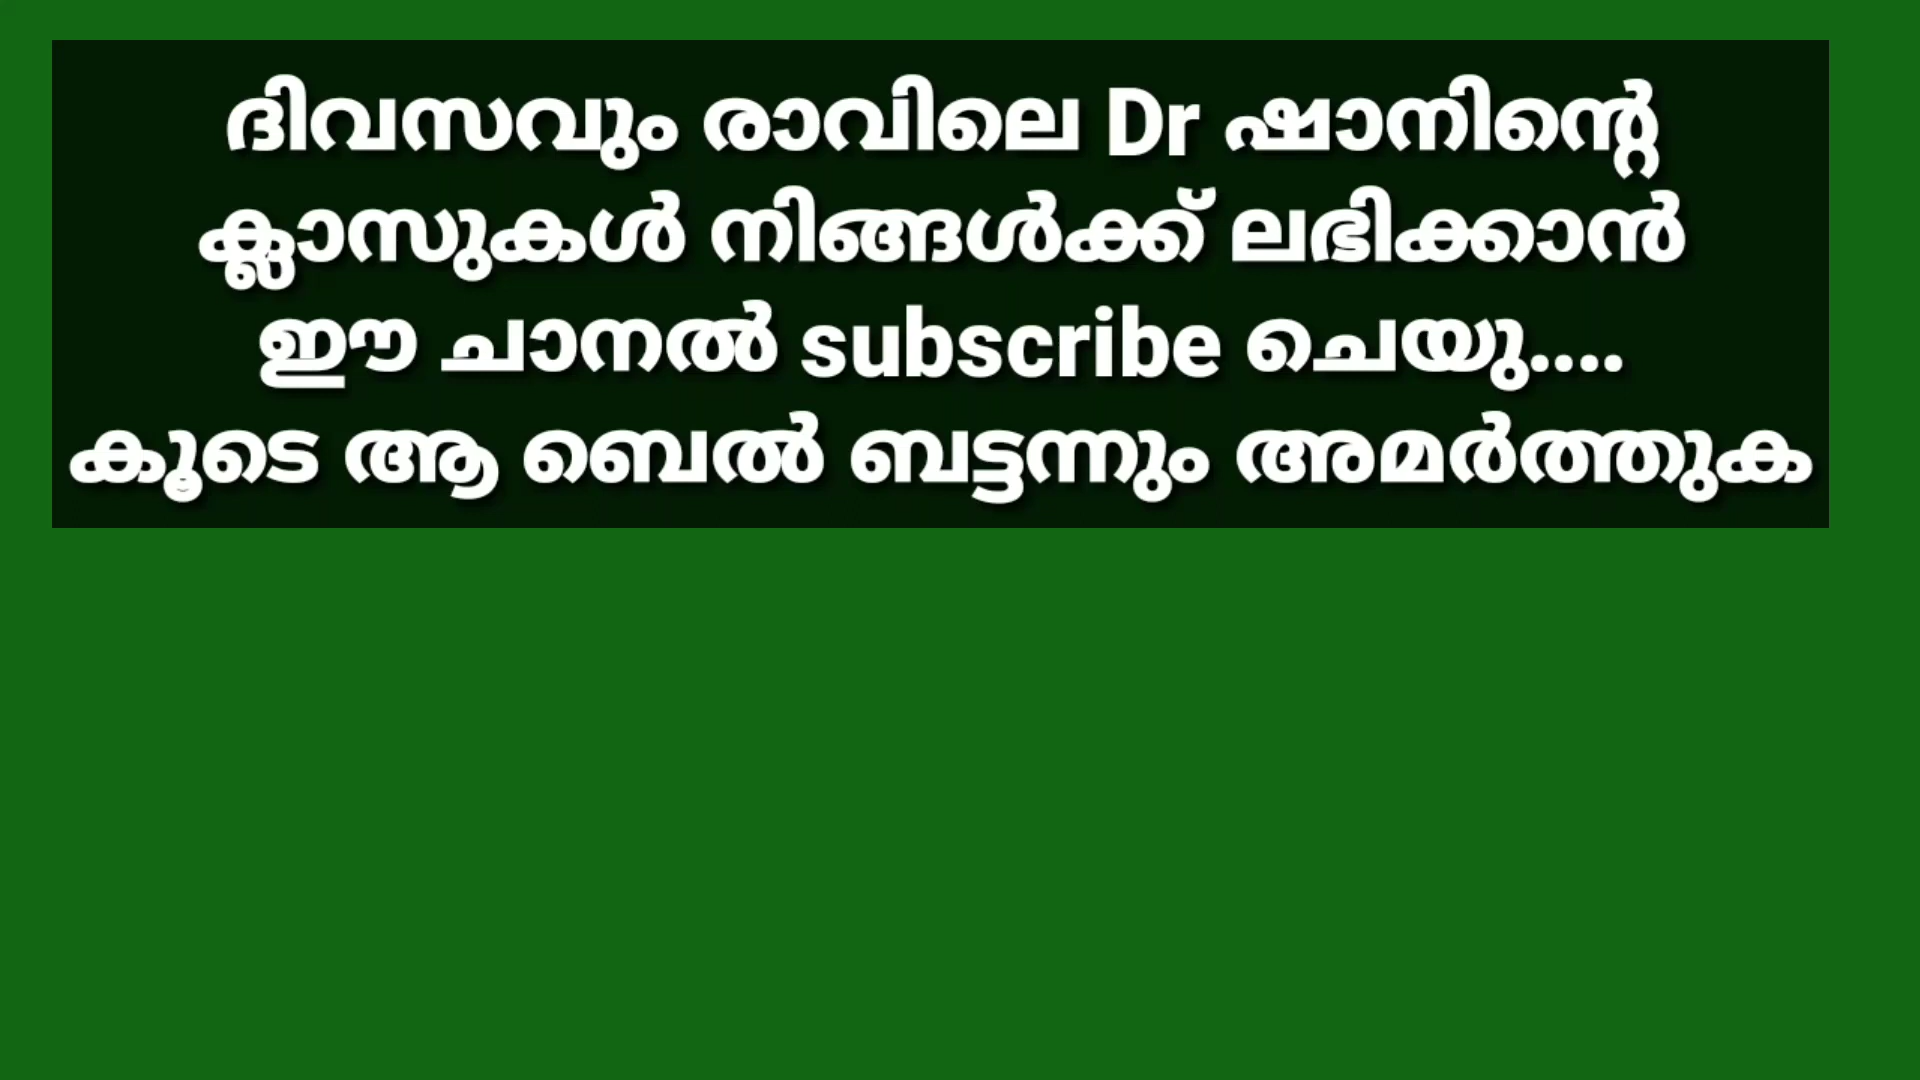 ദിവസവും രാവിലെ Dr ഷാനിന്റെ
ക്ലാസുകൾ നിങ്ങൾക്ക് ലഭിക്കാൻ
ഈ ചാനൽ subscribe ചെയു....
കൂടെ ആ ബെൽ ബട്ടന്നും അമർത്തുക